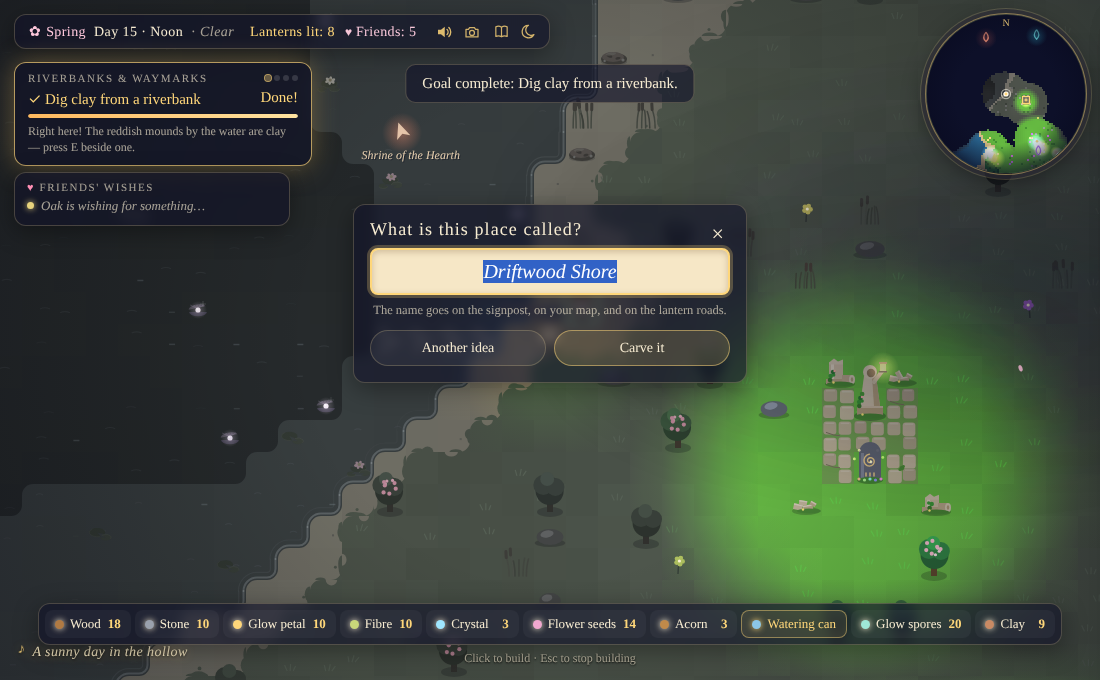 ✿ Spring Day 15 · Noon · Clear Lanterns lit: 8 ♥ Friends: 5
RIVERBANKS & WAYMARKS
✓ Dig clay from a riverbank Done!
Right here! The reddish mounds by the water are clay
— press E beside one.
♥ FRIENDS' WISHES
Oak is wishing for something…
Goal complete: Dig clay from a riverbank.
Shrine of the Hearth
N
What is this place called? ×
Driftwood Shore
The name goes on the signpost, on your map, and on the lantern roads.
Another idea Carve it
Wood 18 Stone 10 Glow petal 10 Fibre 10 Crystal 3 Flower seeds 14 Acorn 3 Watering can Glow spores 20 Clay 9
♪ A sunny day in the hollow
Click to build · Esc to stop building